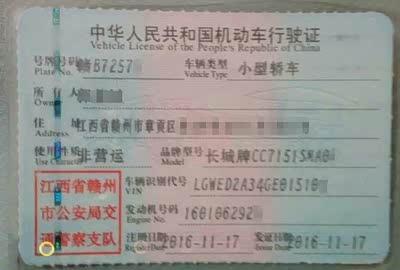 中华人民共和国机动车行驶证
Vehicle License of the People's Republic of China
号牌号码 赣B7257 车辆类型 小型轿车
Plate No. Vehicle Type
所有人
Owner
住址 江西省赣州市章贡区
Address
使用性质 非营运 品牌型号 长城牌CC7151SMA0
Use Character Model
江西省赣州
市公安局交
通警察支队
车辆识别代号 LGWED2A34GE01510
VIN
发动机号码 160106292
Engine No.
注册日期 2016-11-17 发证日期 2016-11-17
Register Date Issue Date